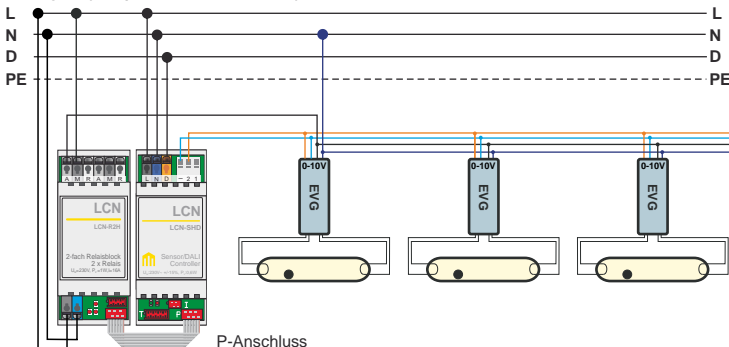 L L
N N
D D
PE PE
A M R A M R
L N D – 2 1
0-10V 0-10V 0-10V
EVG EVG EVG
LCN LCN
LCN-R2H LCN-SHD
2-fach Relaisblock
2 x Relais
Sensor/DALI
Controller
I
T P
P-Anschluss